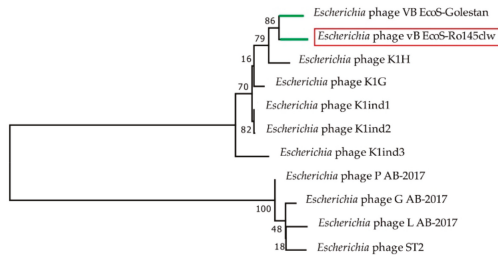 Escherichia phage VB EcoS-Golestan
86
Escherichia phage vB EcoS-Ro145clw
79
Escherichia phage K1H
16
Escherichia phage K1G
70
Escherichia phage K1ind1
82
Escherichia phage K1ind2
Escherichia phage K1ind3
Escherichia phage P AB-2017
100
Escherichia phage G AB-2017
Escherichia phage L AB-2017
48
18
Escherichia phage ST2